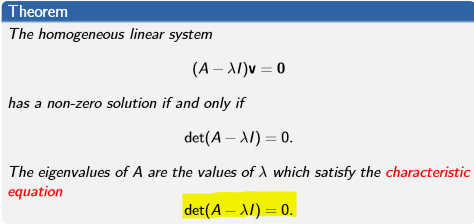 Theorem
The homogeneous linear system
(A − λI)v = 0
has a non-zero solution if and only if
det(A − λI) = 0.
The eigenvalues of A are the values of λ which satisfy the characteristic
equation
det(A − λI) = 0.